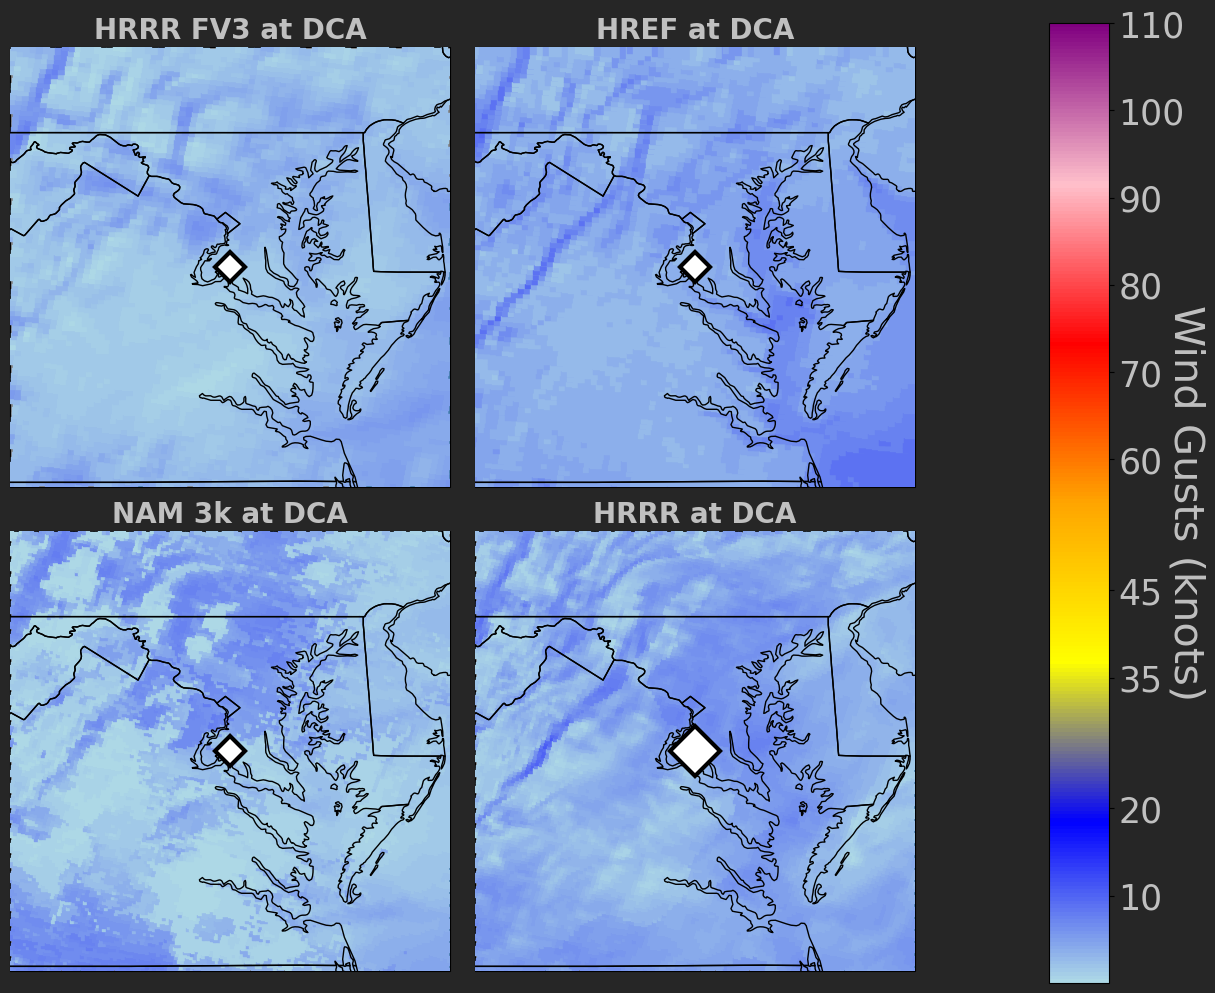 HRRR FV3 at DCA
HREF at DCA
NAM 3k at DCA
HRRR at DCA
110
100
90
80
70
60
45
35
20
10
Wind Gusts (knots)